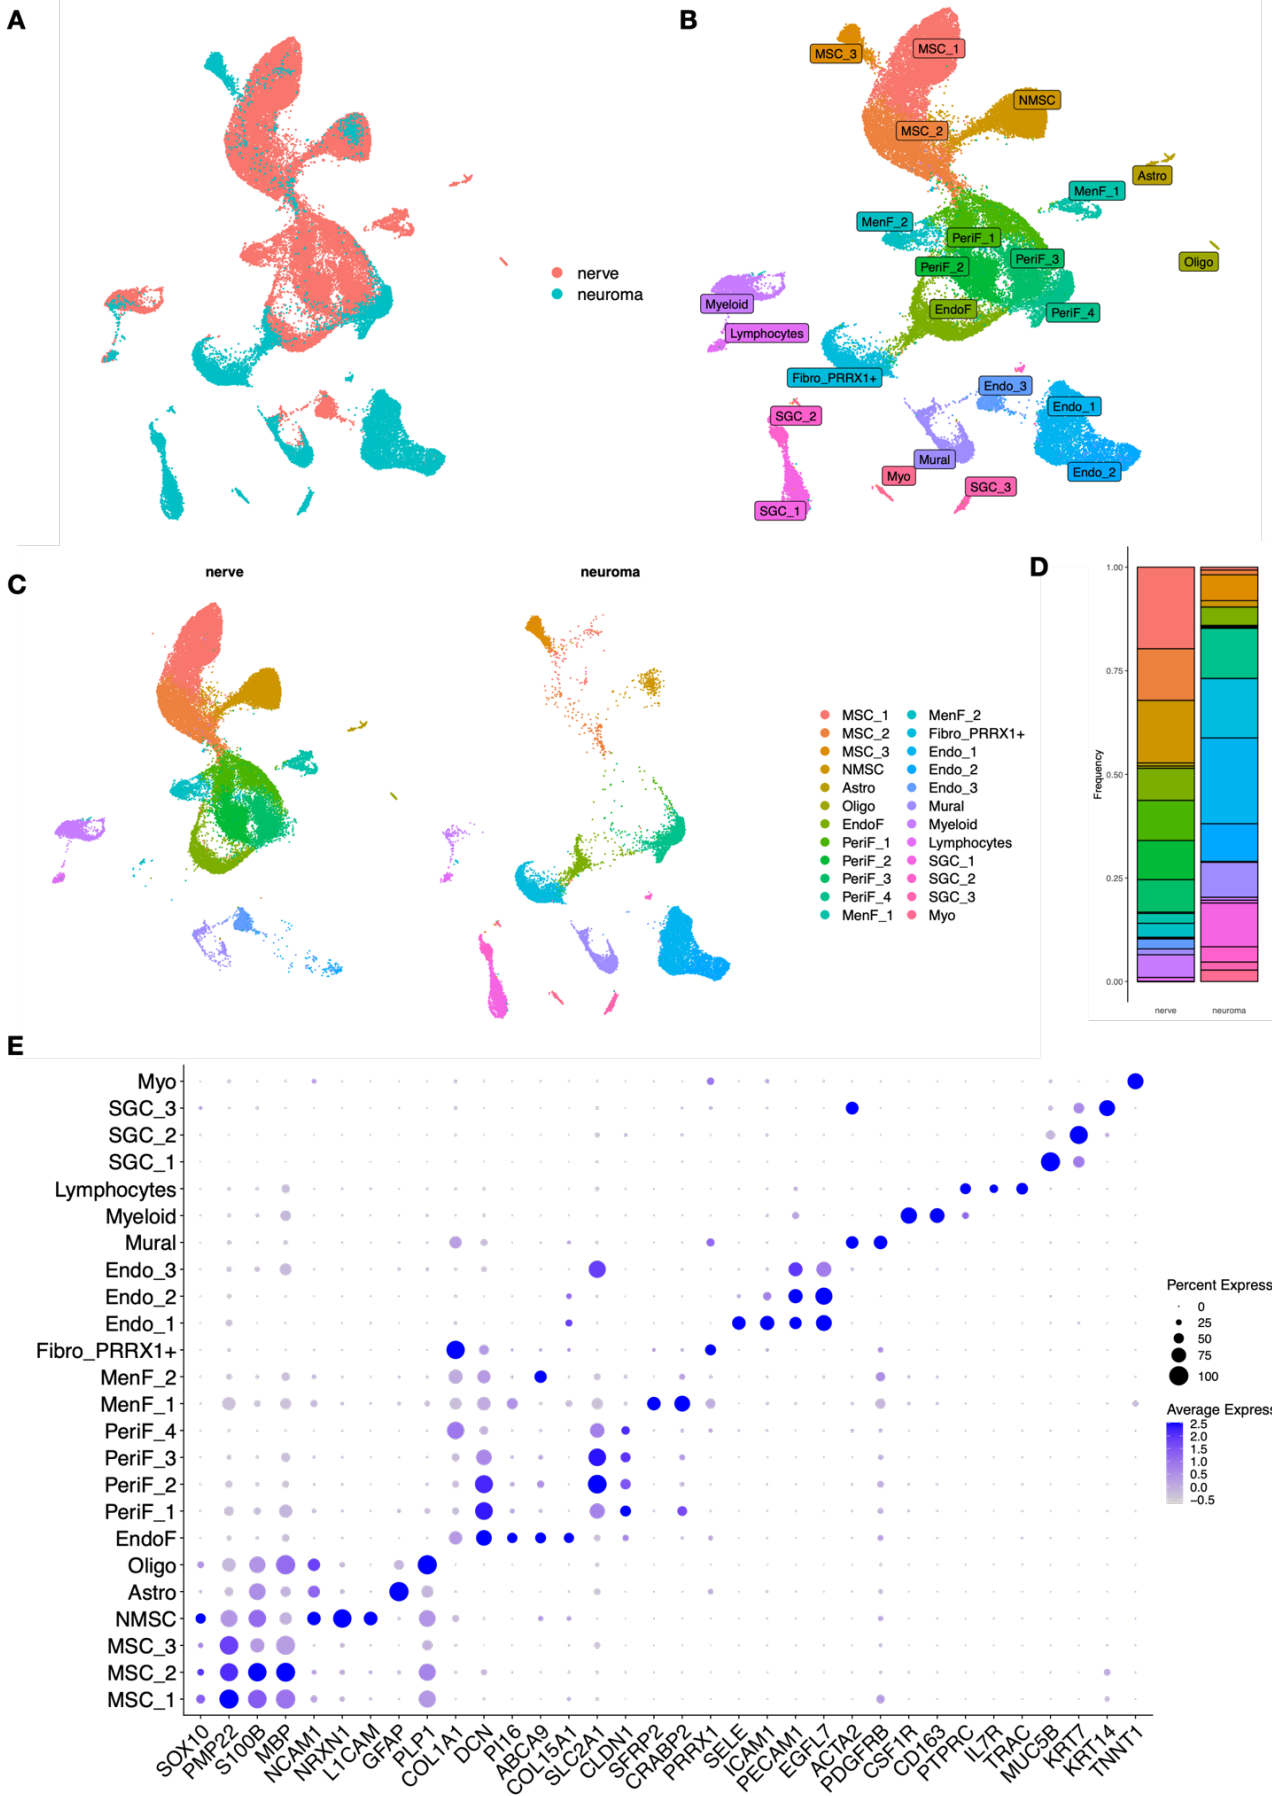 A
nerve
neuroma
B
MSC_3
MSC_1
NMSC
MSC_2
Astro
MenF_1
MenF_2
PeriF_1
PeriF_3
PeriF_2
Oligo
Myeloid
EndoF
PeriF_4
Lymphocytes
Fibro_PRRX1+
Endo_3
SGC_2
Endo_1
Mural
Endo_2
Myo
SGC_3
SGC_1
C
nerve
neuroma
MSC_1
MSC_2
MSC_3
NMSC
Astro
Oligo
EndoF
PeriF_1
PeriF_2
PeriF_3
PeriF_4
MenF_1
MenF_2
Fibro_PRRX1+
Endo_1
Endo_2
Endo_3
Mural
Myeloid
Lymphocytes
SGC_1
SGC_2
SGC_3
Myo
D
Frequency
1.00
0.75
0.50
0.25
0.00
nerve
neuroma
E
Myo
SGC_3
SGC_2
SGC_1
Lymphocytes
Myeloid
Mural
Endo_3
Endo_2
Endo_1
Fibro_PRRX1+
MenF_2
MenF_1
PeriF_4
PeriF_3
PeriF_2
PeriF_1
EndoF
Oligo
Astro
NMSC
MSC_3
MSC_2
MSC_1
SOX10
PMP22
S100B
MBP
NCAM1
NRXN1
L1CAM
GFAP
PLP1
COL1A1
DCN
PI16
ABCA9
COL15A1
SLC2A1
CLDN1
SFRP2
CRABP2
PRRX1
SELE
ICAM1
PECAM1
EGFL7
ACTA2
PDGFRB
CSF1R
CD163
PTPRC
IL7R
TRAC
MUC5B
KRT7
KRT14
TNNT1
Percent Express
0
25
50
75
100
Average Express
2.5
2.0
1.5
1.0
0.5
0.0
−0.5